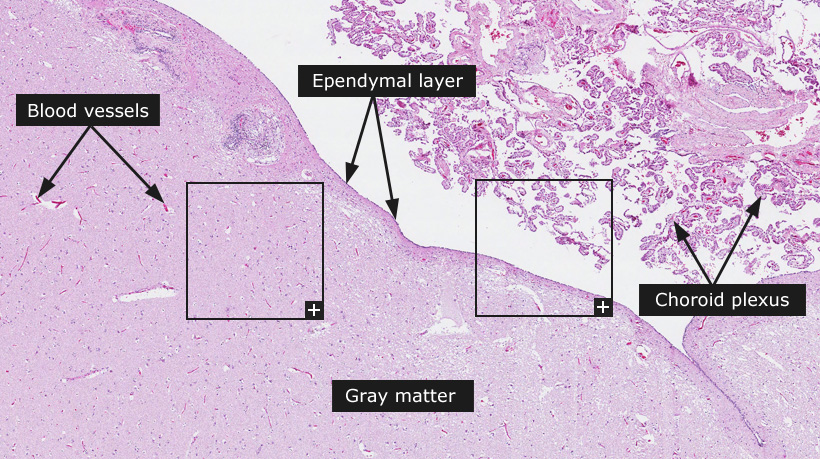 Ependymal layer
Blood vessels
Choroid plexus
Gray matter